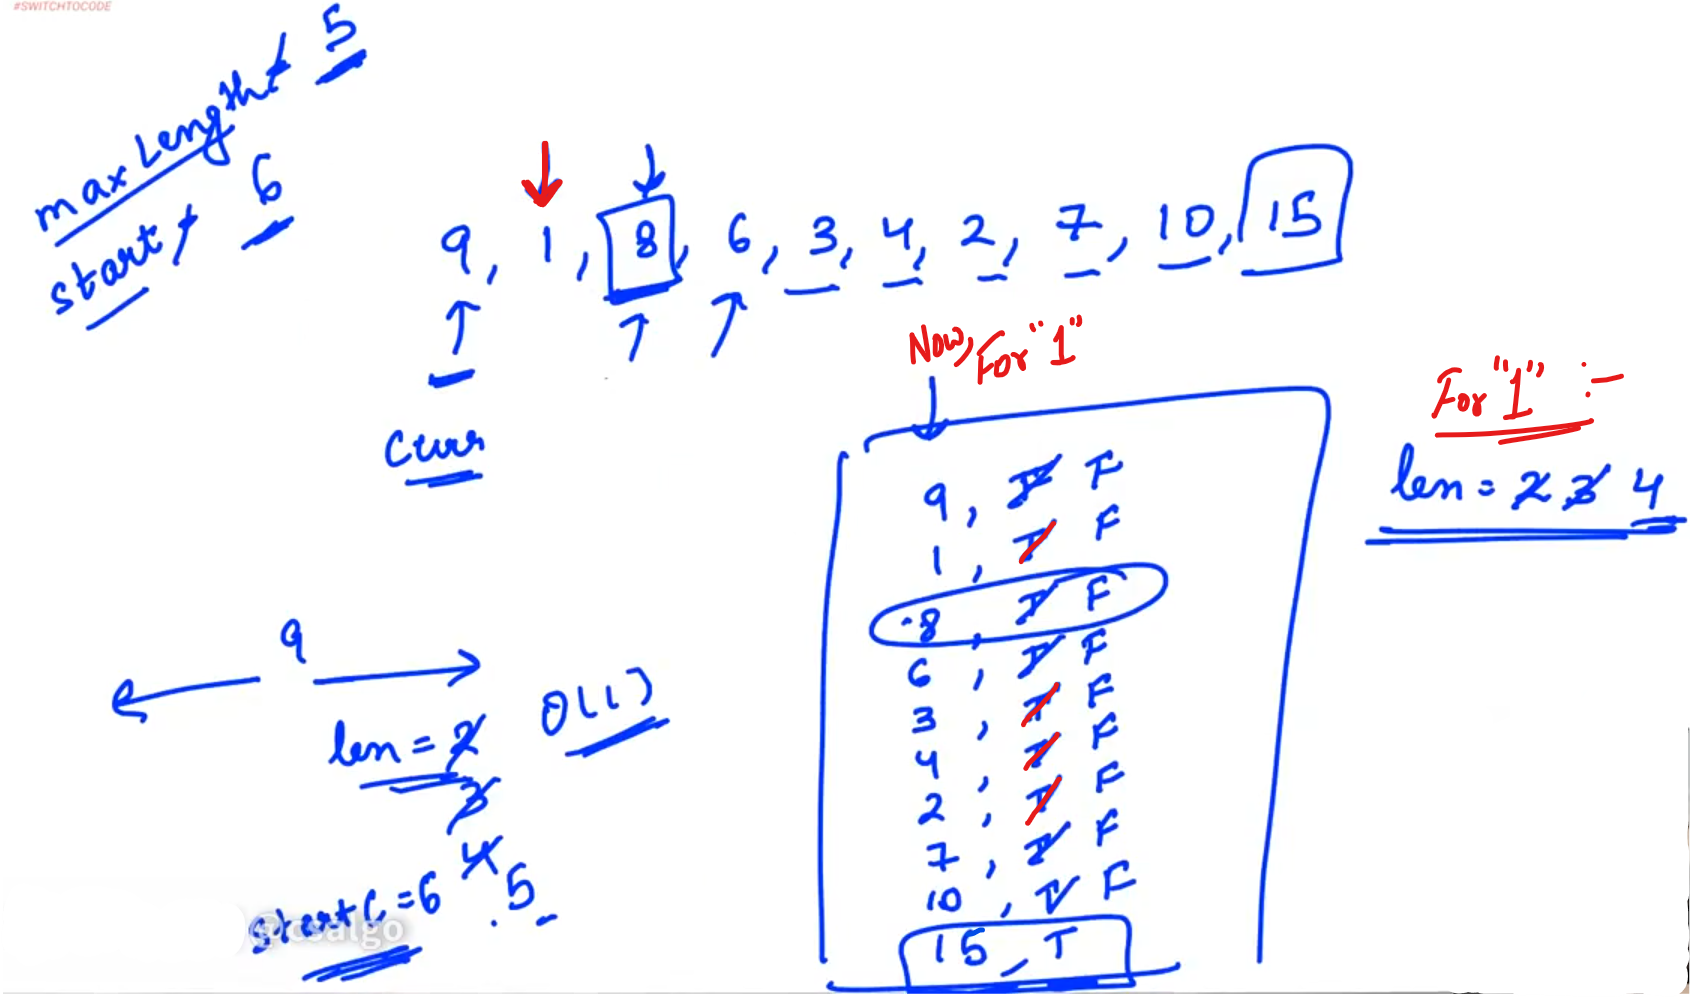 #SWITCHTOCODE
maxLength 5
start 6
9, 1, 8, 6, 3, 4, 2, 7, 10, 15
Curr
Now, For "1"
For "1" :-
len = 2 3 4
9, T F
1, T F
8, T F
6, T F
3, T F
4, T F
2, T F
7, T F
10, T F
15, T
9
len = 2
3
4
5
O(1)
startC = 6
@csalgo